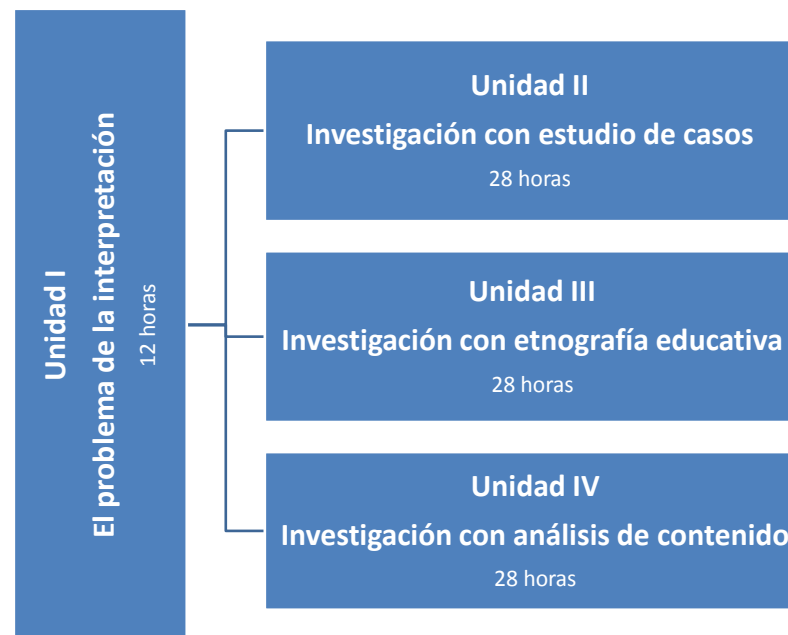 Unidad I
El problema de la interpretación
12 horas
Unidad II
Investigación con estudio de casos
28 horas
Unidad III
Investigación con etnografía educativa
28 horas
Unidad IV
Investigación con análisis de contenido
28 horas